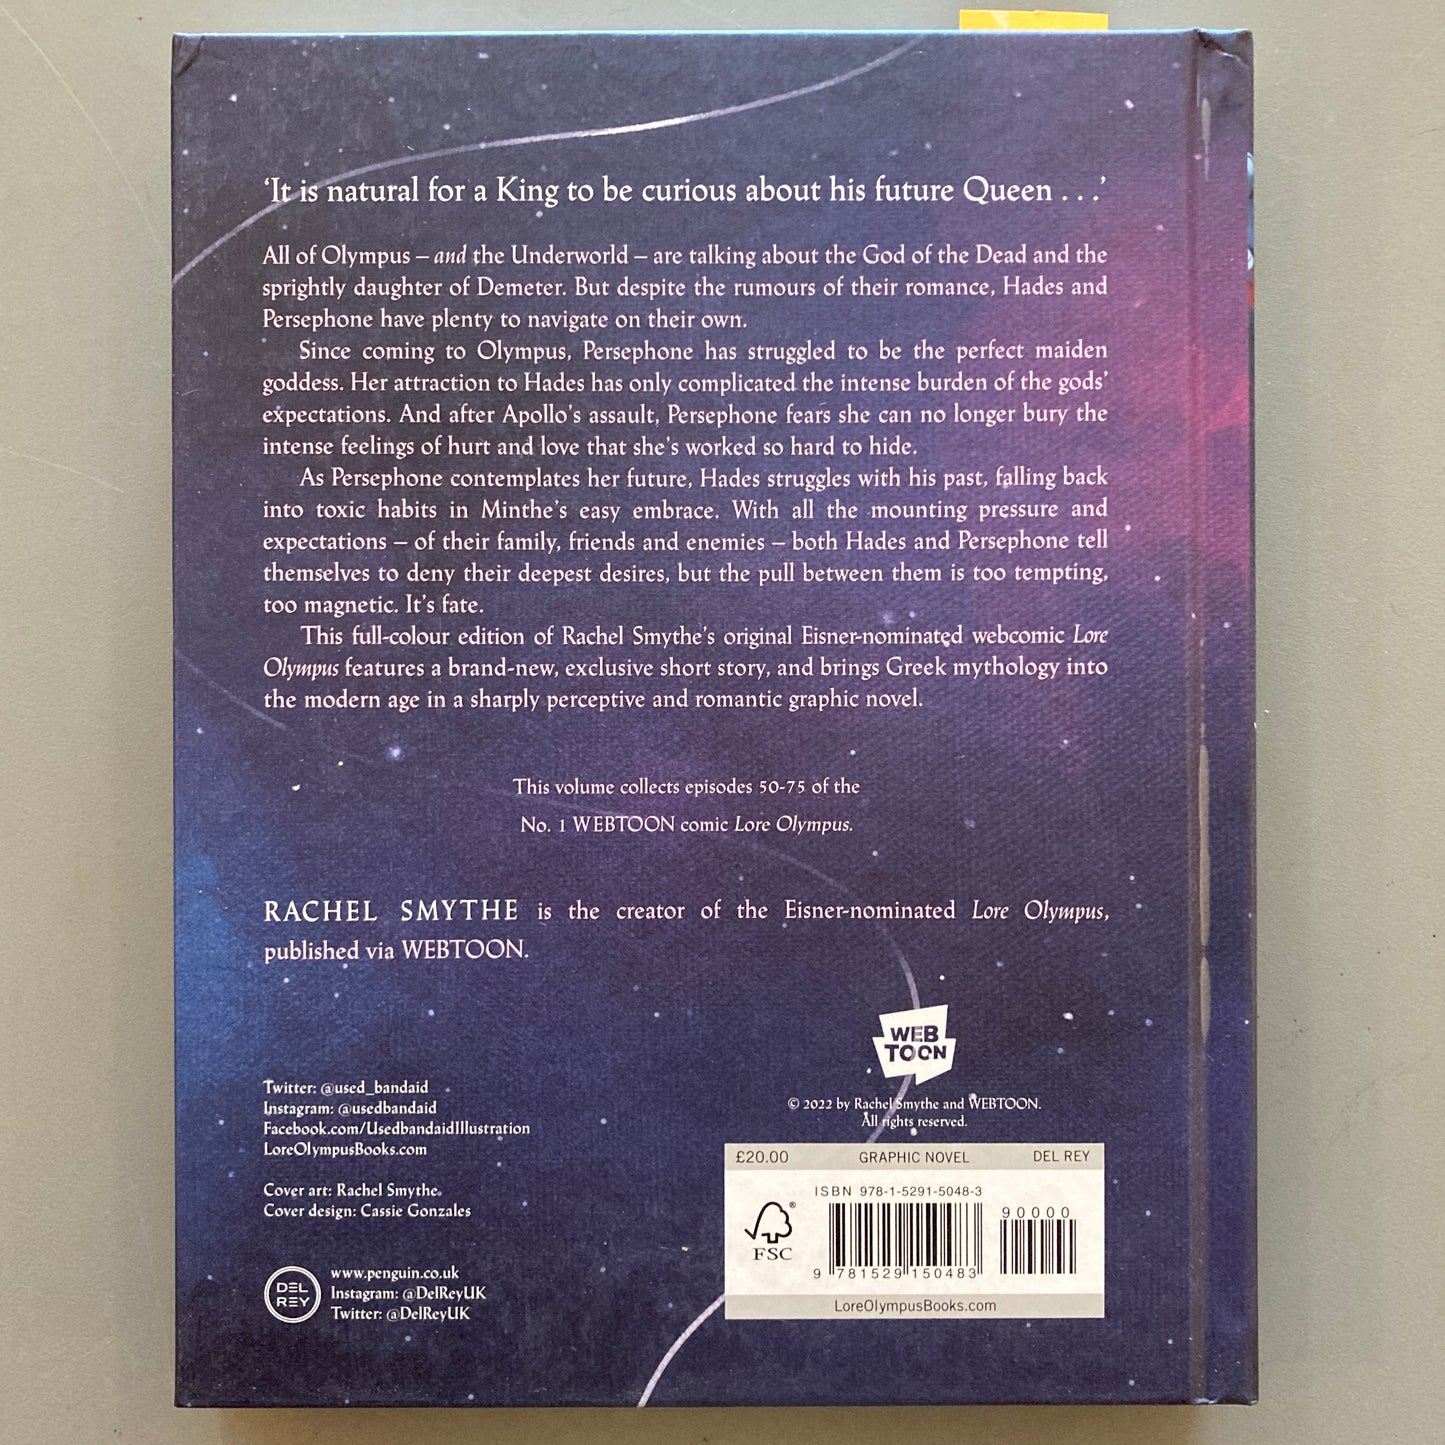 ‘It is natural for a King to be curious about his future Queen . . .’
All of Olympus – and the Underworld – are talking about the God of the Dead and the
sprightly daughter of Demeter. But despite the rumours of their romance, Hades and
Persephone have plenty to navigate on their own.
Since coming to Olympus, Persephone has struggled to be the perfect maiden
goddess. Her attraction to Hades has only complicated the intense burden of the gods’
expectations. And after Apollo’s assault, Persephone fears she can no longer bury the
intense feelings of hurt and love that she’s worked so hard to hide.
As Persephone contemplates her future, Hades struggles with his past, falling back
into toxic habits in Minthe’s easy embrace. With all the mounting pressure and
expectations – of their family, friends and enemies – both Hades and Persephone tell
themselves to deny their deepest desires, but the pull between them is too tempting,
too magnetic. It’s fate.
This full-colour edition of Rachel Smythe’s original Eisner-nominated webcomic Lore
Olympus features a brand-new, exclusive short story, and brings Greek mythology into
the modern age in a sharply perceptive and romantic graphic novel.
This volume collects episodes 50-75 of the
No. 1 WEBTOON comic Lore Olympus.
RACHEL SMYTHE is the creator of the Eisner-nominated Lore Olympus,
published via WEBTOON.
WEB
TOON
© 2022 by Rachel Smythe and WEBTOON.
All rights reserved.
Twitter: @used_bandaid
Instagram: @usedbandaid
Facebook.com/UsedbandaidIllustration
LoreOlympusBooks.com
Cover art: Rachel Smythe
Cover design: Cassie Gonzales
DEL
REY
www.penguin.co.uk
Instagram: @DelReyUK
Twitter: @DelReyUK
£20.00 GRAPHIC NOVEL DEL REY
ISBN 978-1-5291-5048-3
90000
FSC
®
9 781529 150483
LoreOlympusBooks.com